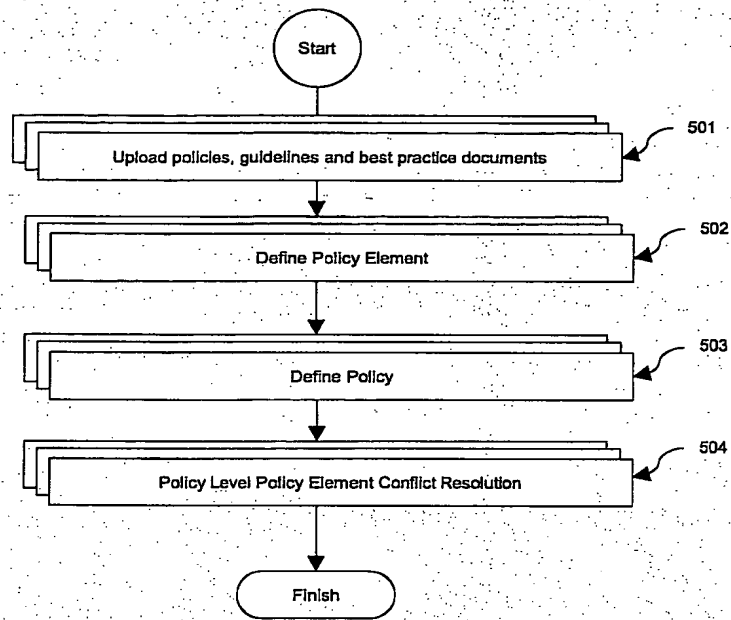 Start
Upload policies, guidelines and best practice documents
501
Define Policy Element
502
Define Policy
503
Policy Level Policy Element Conflict Resolution
504
Finish